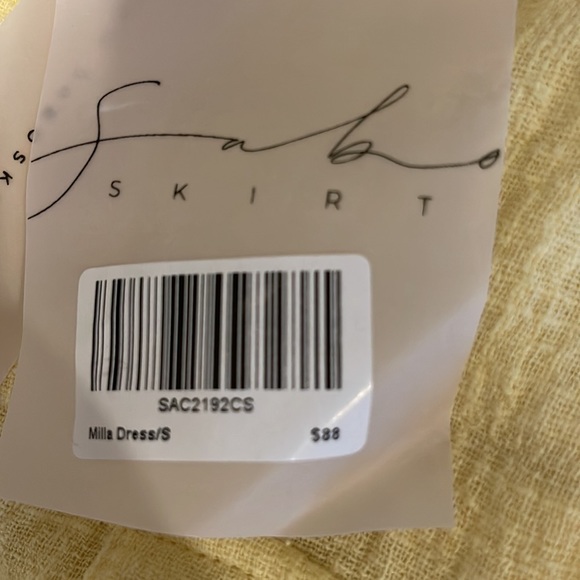 Sabo
SKIRT
SAC2192CS
Milla Dress/S $88